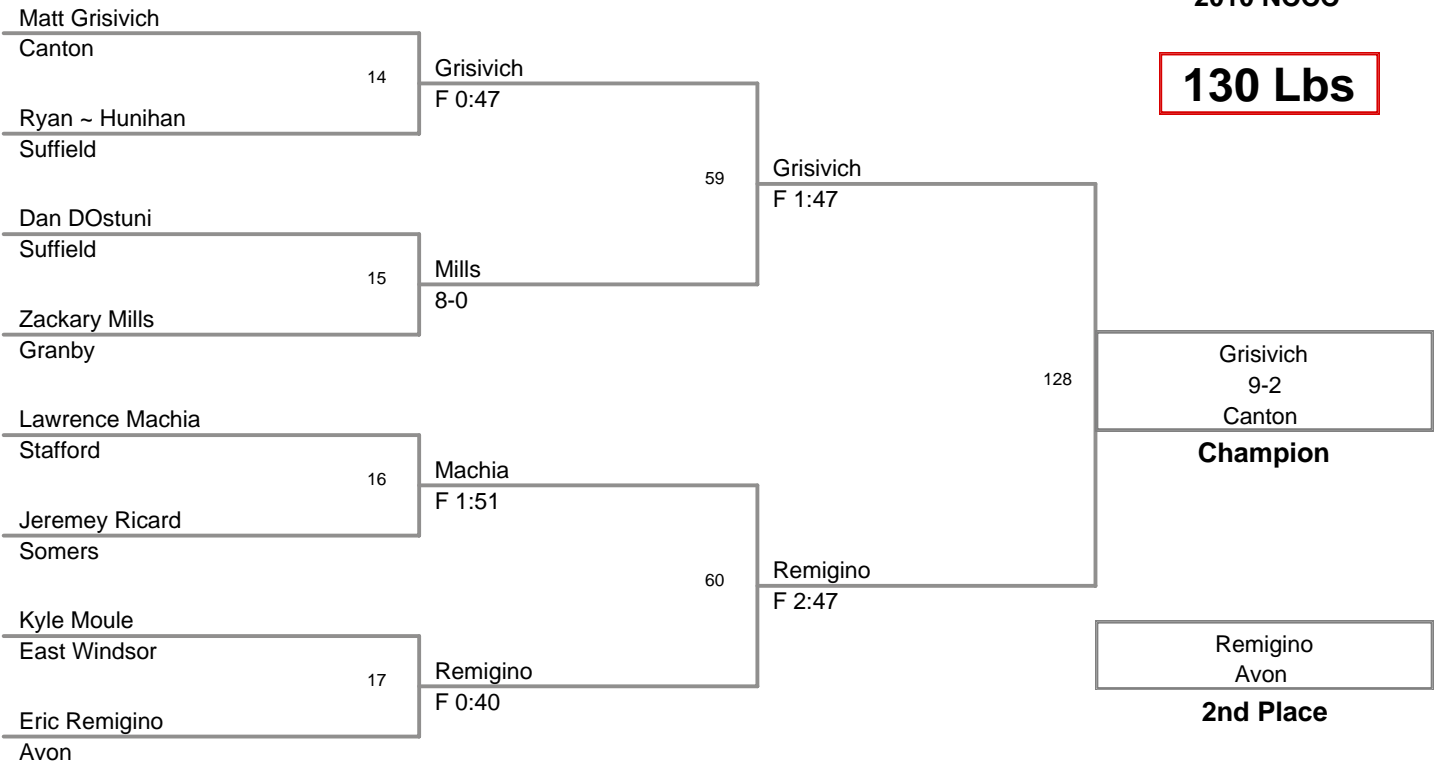 2010 NCCC
130 Lbs
Matt Grisivich
Canton
14
Ryan ~ Hunihan
Suffield
Grisivich
F 0:47
Dan DOstuni
Suffield
15
Zackary Mills
Granby
Mills
8-0
59
Grisivich
F 1:47
Lawrence Machia
Stafford
16
Jeremey Ricard
Somers
Machia
F 1:51
Kyle Moule
East Windsor
17
Eric Remigino
Avon
Remigino
F 0:40
60
Remigino
F 2:47
128
Grisivich
9-2
Canton
Champion
Remigino
Avon
2nd Place